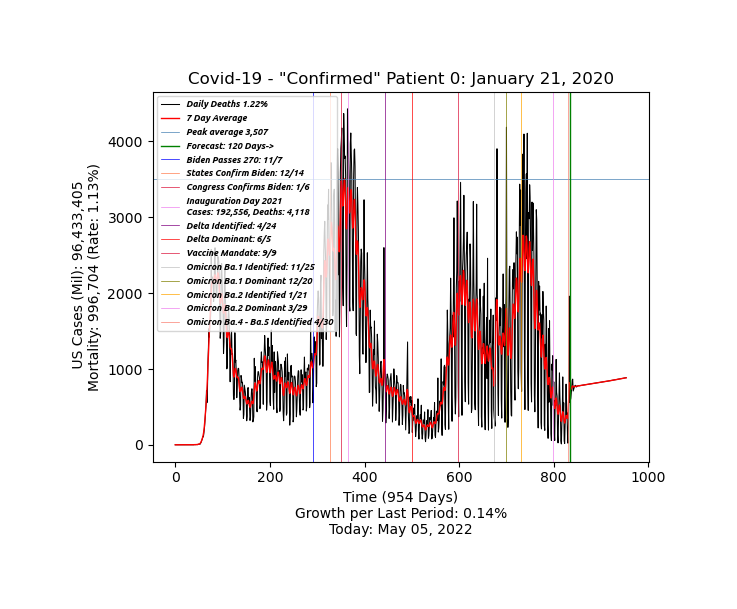 Covid-19 - "Confirmed" Patient 0: January 21, 2020
Daily Deaths 1.22%
7 Day Average
Peak average 3,507
Forecast: 120 Days->
Biden Passes 270: 11/7
States Confirm Biden: 12/14
Congress Confirms Biden: 1/6
Inauguration Day 2021
Cases: 192,556, Deaths: 4,118
Delta Identified: 4/24
Delta Dominant: 6/5
Vaccine Mandate: 9/9
Omicron Ba.1 Identified: 11/25
Omicron Ba.1 Dominant 12/20
Omicron Ba.2 Identified 1/21
Omicron Ba.2 Dominant 3/29
Omicron Ba.4 - Ba.5 Identified 4/30
US Cases (Mil): 96,433,405
Mortality: 996,704 (Rate: 1.13%)
4000
3000
2000
1000
0
0 200 400 600 800 1000
Time (954 Days)
Growth per Last Period: 0.14%
Today: May 05, 2022